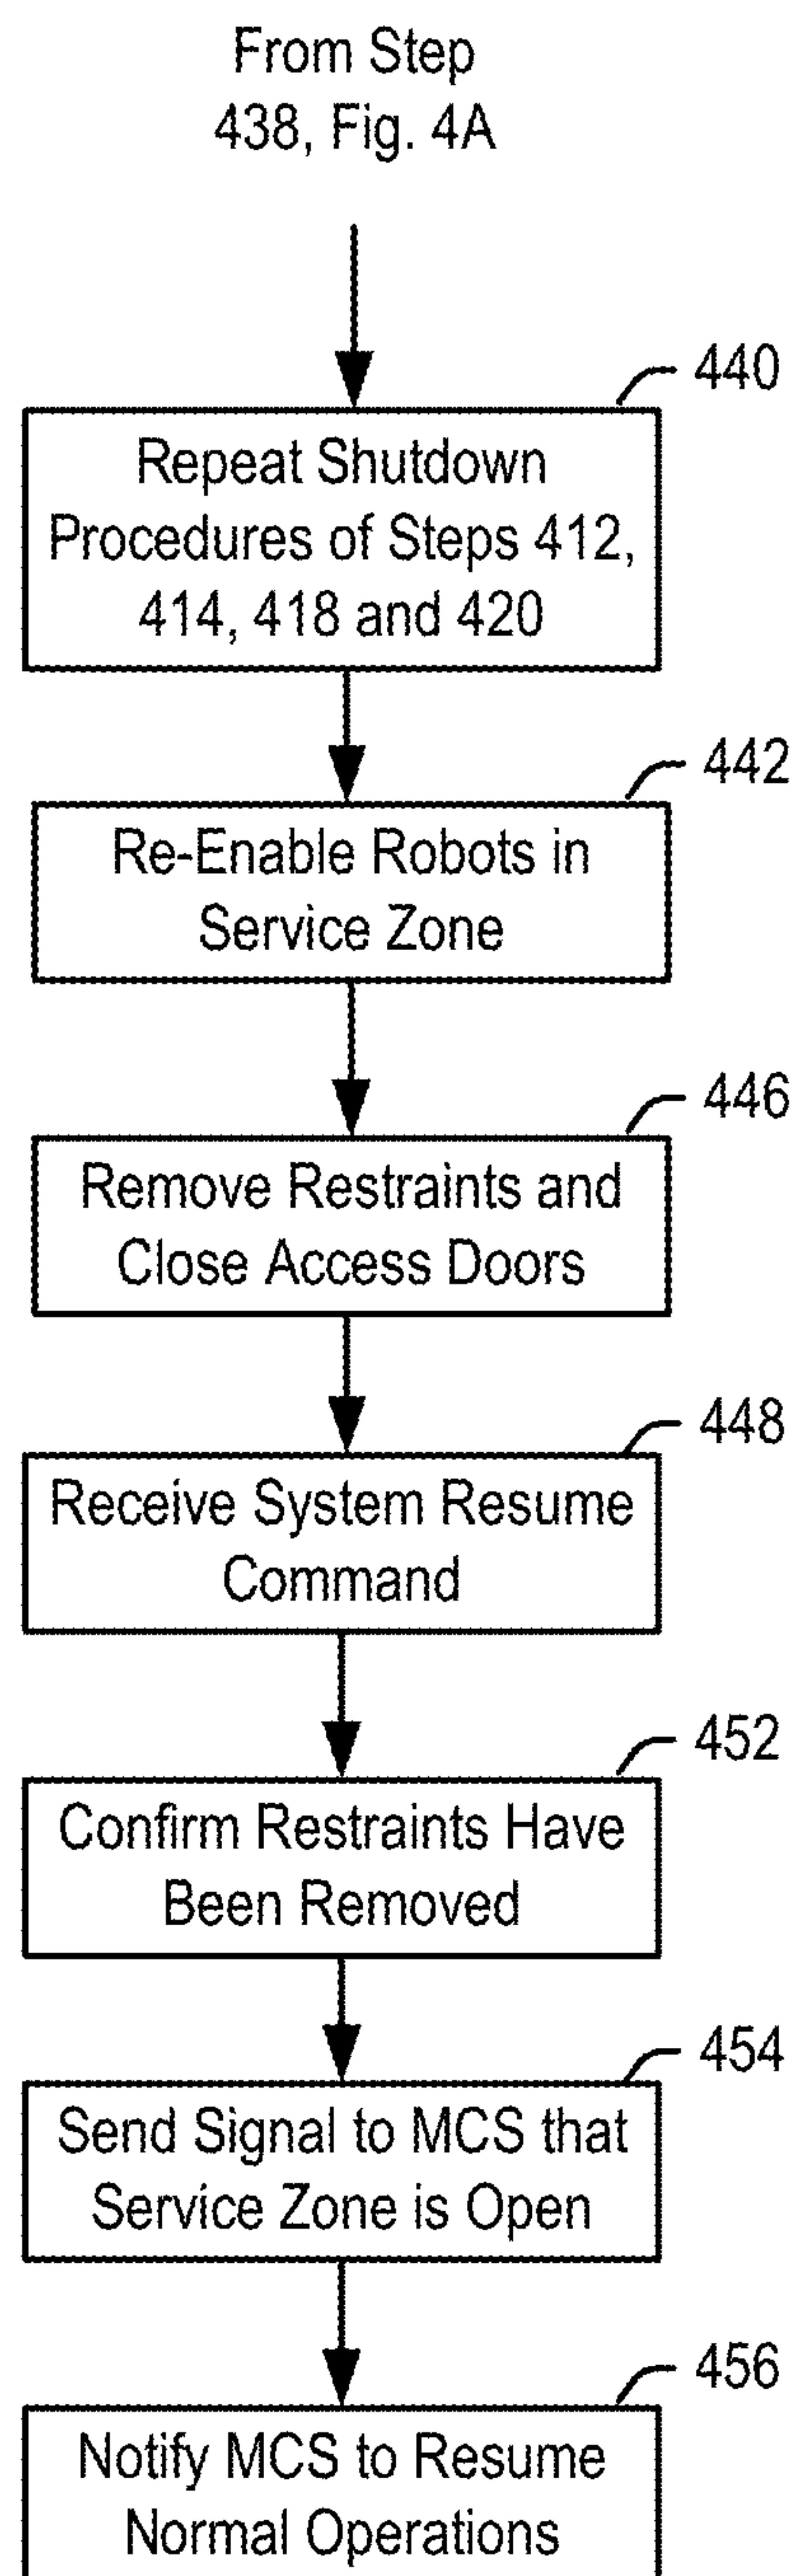 From Step
438, Fig. 4A
440
Repeat Shutdown
Procedures of Steps 412,
414, 418 and 420
442
Re-Enable Robots in
Service Zone
446
Remove Restraints and
Close Access Doors
448
Receive System Resume
Command
452
Confirm Restraints Have
Been Removed
454
Send Signal to MCS that
Service Zone is Open
456
Notify MCS to Resume
Normal Operations